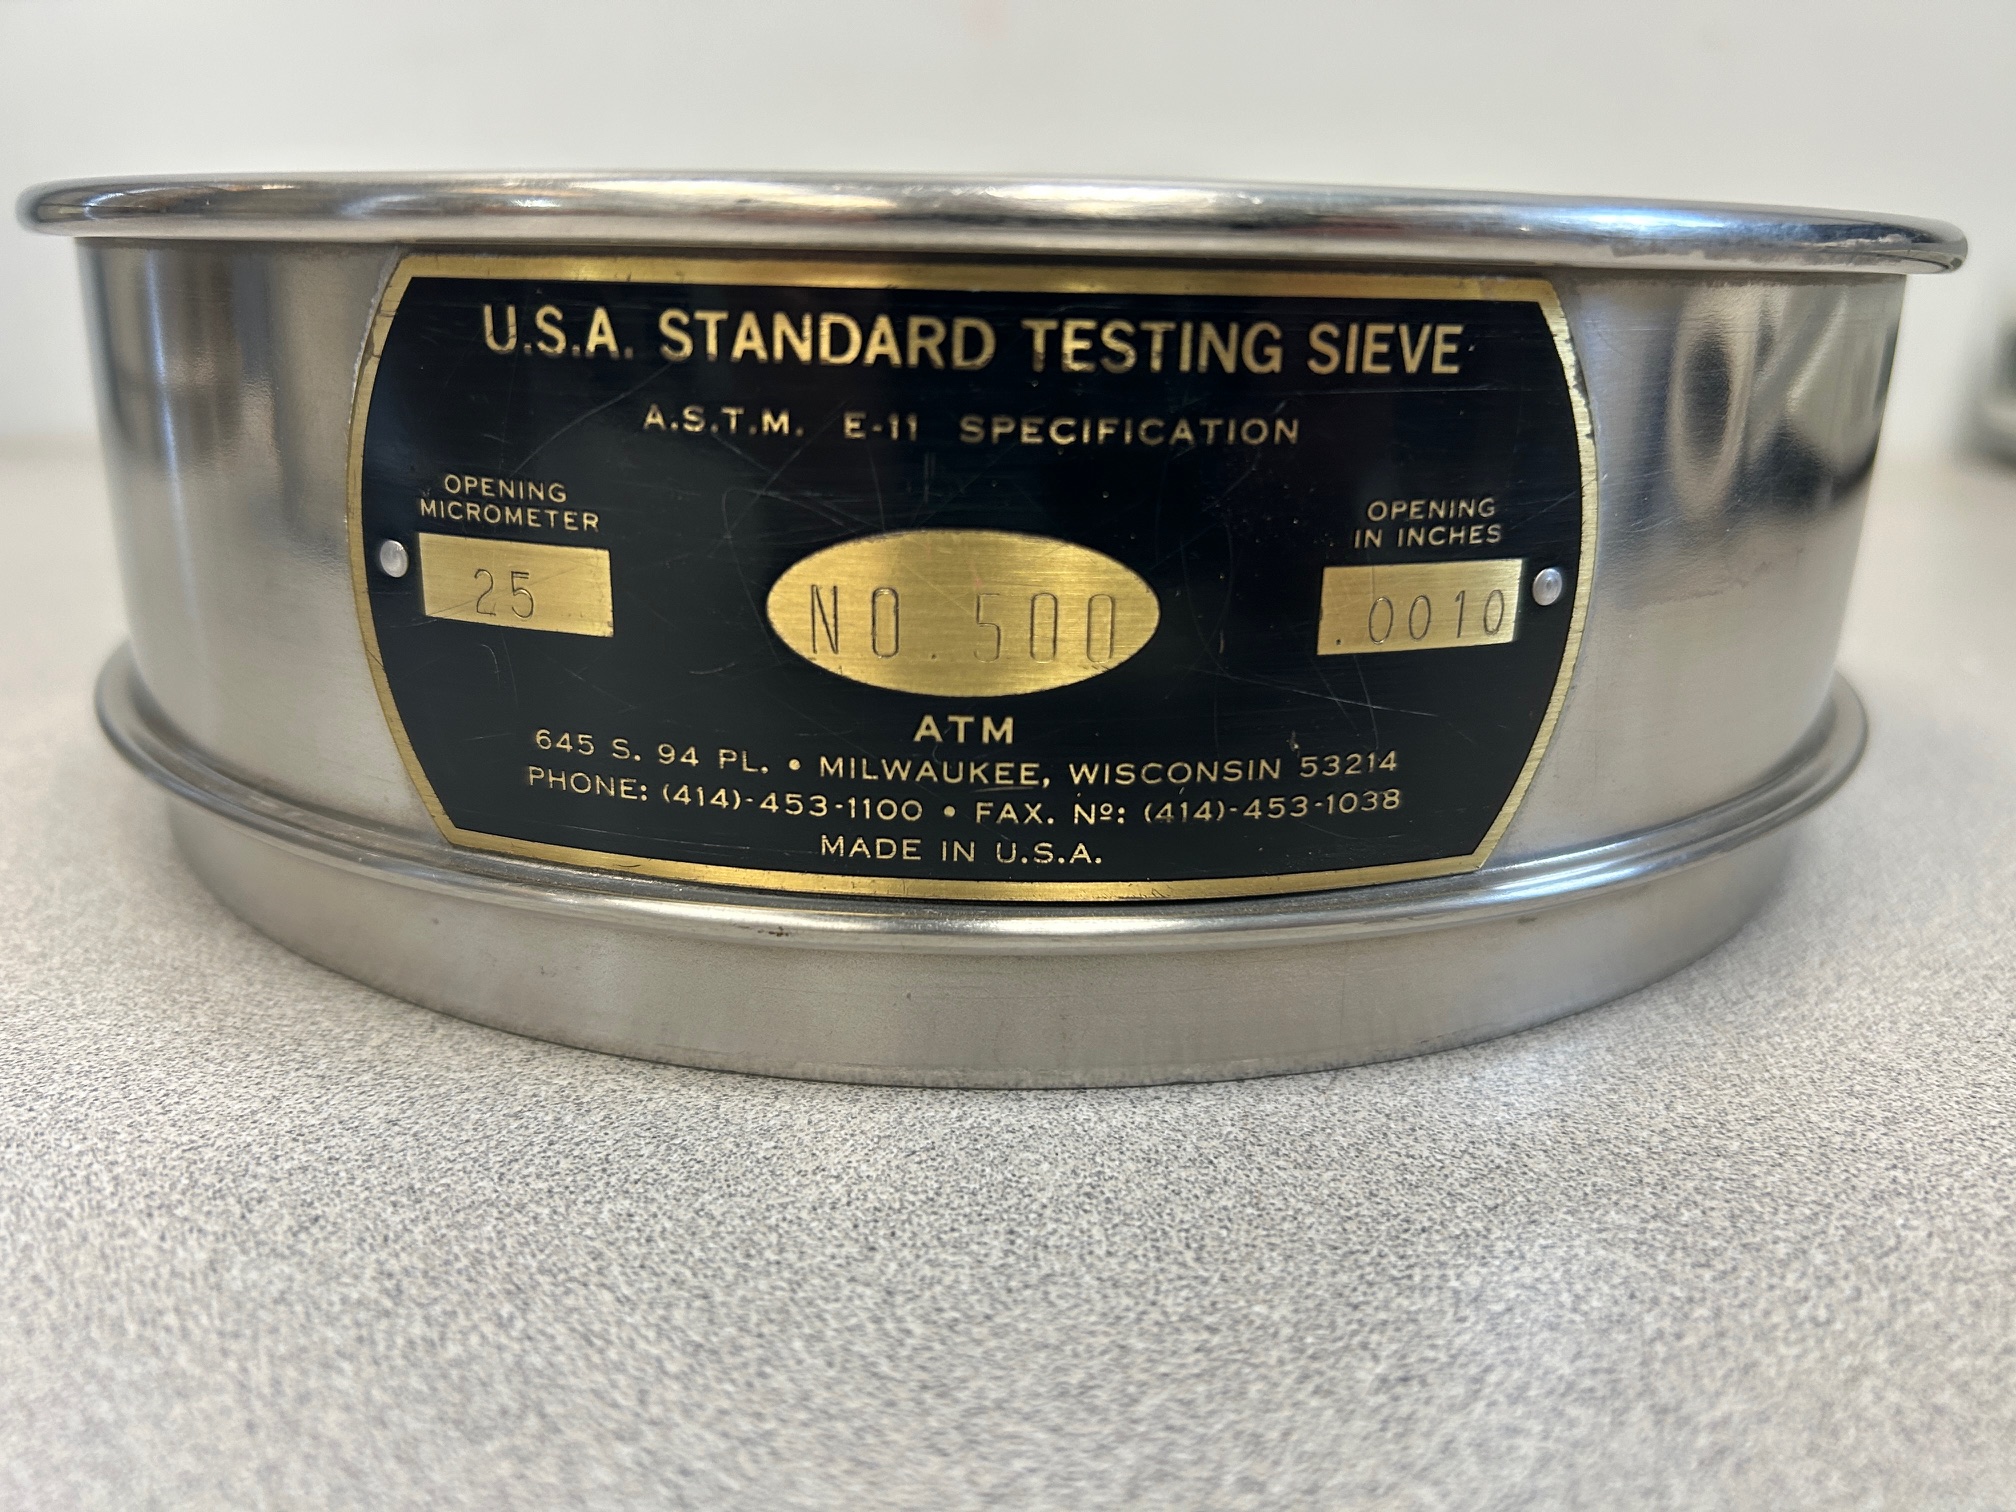 U.S.A. STANDARD TESTING SIEVE
A.S.T.M. E-11 SPECIFICATION
OPENING
MICROMETER
25
NO.500
OPENING
IN INCHES
.0010
ATM
645 S. 94 PL. • MILWAUKEE, WISCONSIN 53214
PHONE: (414)-453-1100 • FAX. Nº: (414)-453-1038
MADE IN U.S.A.